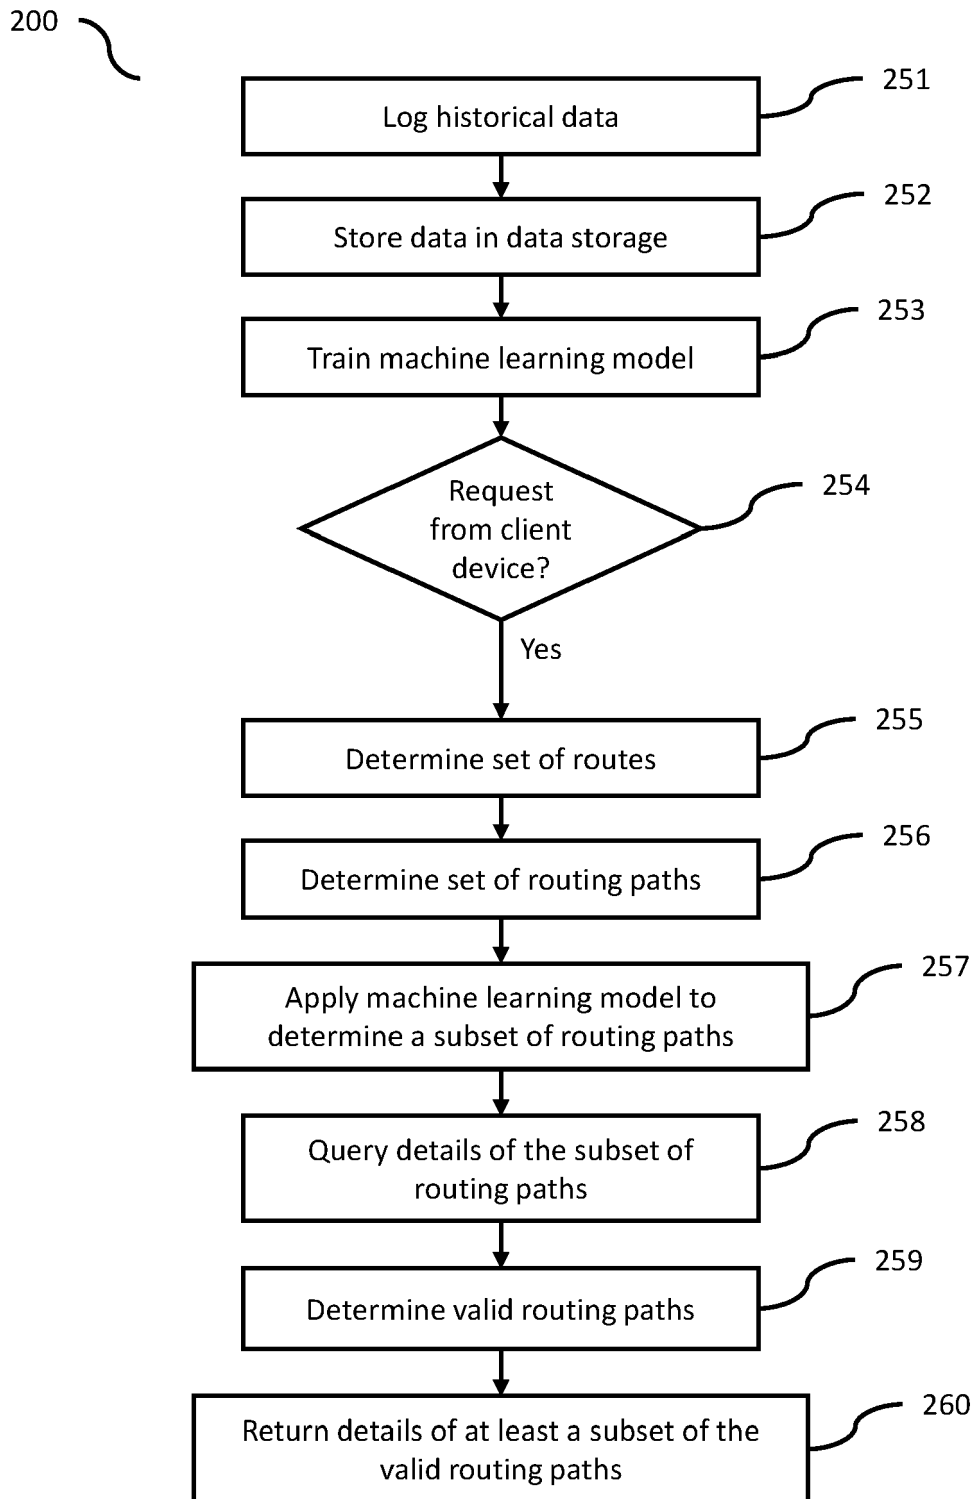 200
Log historical data
251
Store data in data storage
252
Train machine learning model
253
Request
from client
device?
254
Yes
Determine set of routes
255
Determine set of routing paths
256
Apply machine learning model to
determine a subset of routing paths
257
Query details of the subset of
routing paths
258
Determine valid routing paths
259
Return details of at least a subset of the
valid routing paths
260